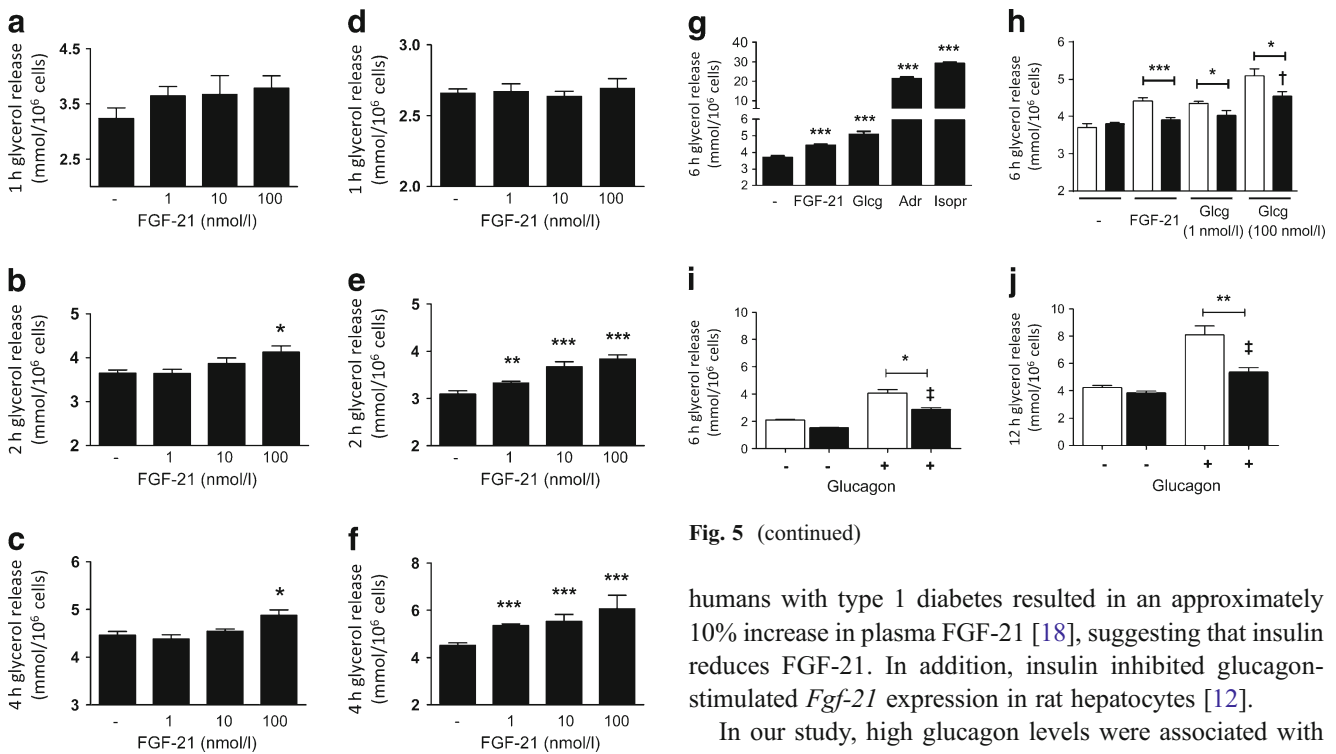 a
1 h glycerol release
(mmol/10⁶ cells)
4.5
3.5
2.5
- 1 10 100
FGF-21 (nmol/l)
b
2 h glycerol release
(mmol/10⁶ cells)
5
4
3
2
*
- 1 10 100
FGF-21 (nmol/l)
c
4 h glycerol release
(mmol/10⁶ cells)
6
5
4
3
*
- 1 10 100
FGF-21 (nmol/l)
d
1 h glycerol release
(mmol/10⁶ cells)
3.0
2.5
2.0
- 1 10 100
FGF-21 (nmol/l)
e
2 h glycerol release
(mmol/10⁶ cells)
5
4
3
2
** *** ***
- 1 10 100
FGF-21 (nmol/l)
f
4 h glycerol release
(mmol/10⁶ cells)
8
6
4
2
*** *** ***
- 1 10 100
FGF-21 (nmol/l)
g
6 h glycerol release
(mmol/10⁶ cells)
40
30
20
10
6
5
4
3
2
*** *** *** ***
- FGF-21 Glcg Adr Isopr
h
6 h glycerol release
(mmol/10⁶ cells)
6
5
4
3
2
*** * * †
- FGF-21 Glcg Glcg
(1 nmol/l) (100 nmol/l)
i
6 h glycerol release
(mmol/10⁶ cells)
10
8
6
4
2
0
* ‡
- - + +
Glucagon
j
12 h glycerol release
(mmol/10⁶ cells)
10
8
6
4
2
0
** ‡
- - + +
Glucagon
Fig. 5 (continued)
humans with type 1 diabetes resulted in an approximately
10% increase in plasma FGF-21 [18], suggesting that insulin
reduces FGF-21. In addition, insulin inhibited glucagon-
stimulated Fgf-21 expression in rat hepatocytes [12].
In our study, high glucagon levels were associated with